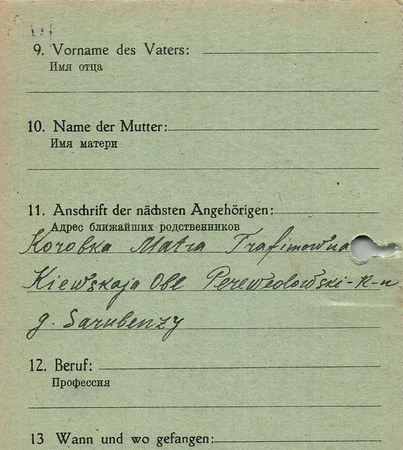 9. Vorname des Vaters:
Имя отца
10. Name der Mutter:
Имя матери
11. Anschrift der nächsten Angehörigen:
Адрес ближайших родственников
Korobka Matra Trafimowna
Kiewskaja Obl Perewedowski-R-n
g. Sarubenzy
12. Beruf:
Профессия
13 Wann und wo gefangen: